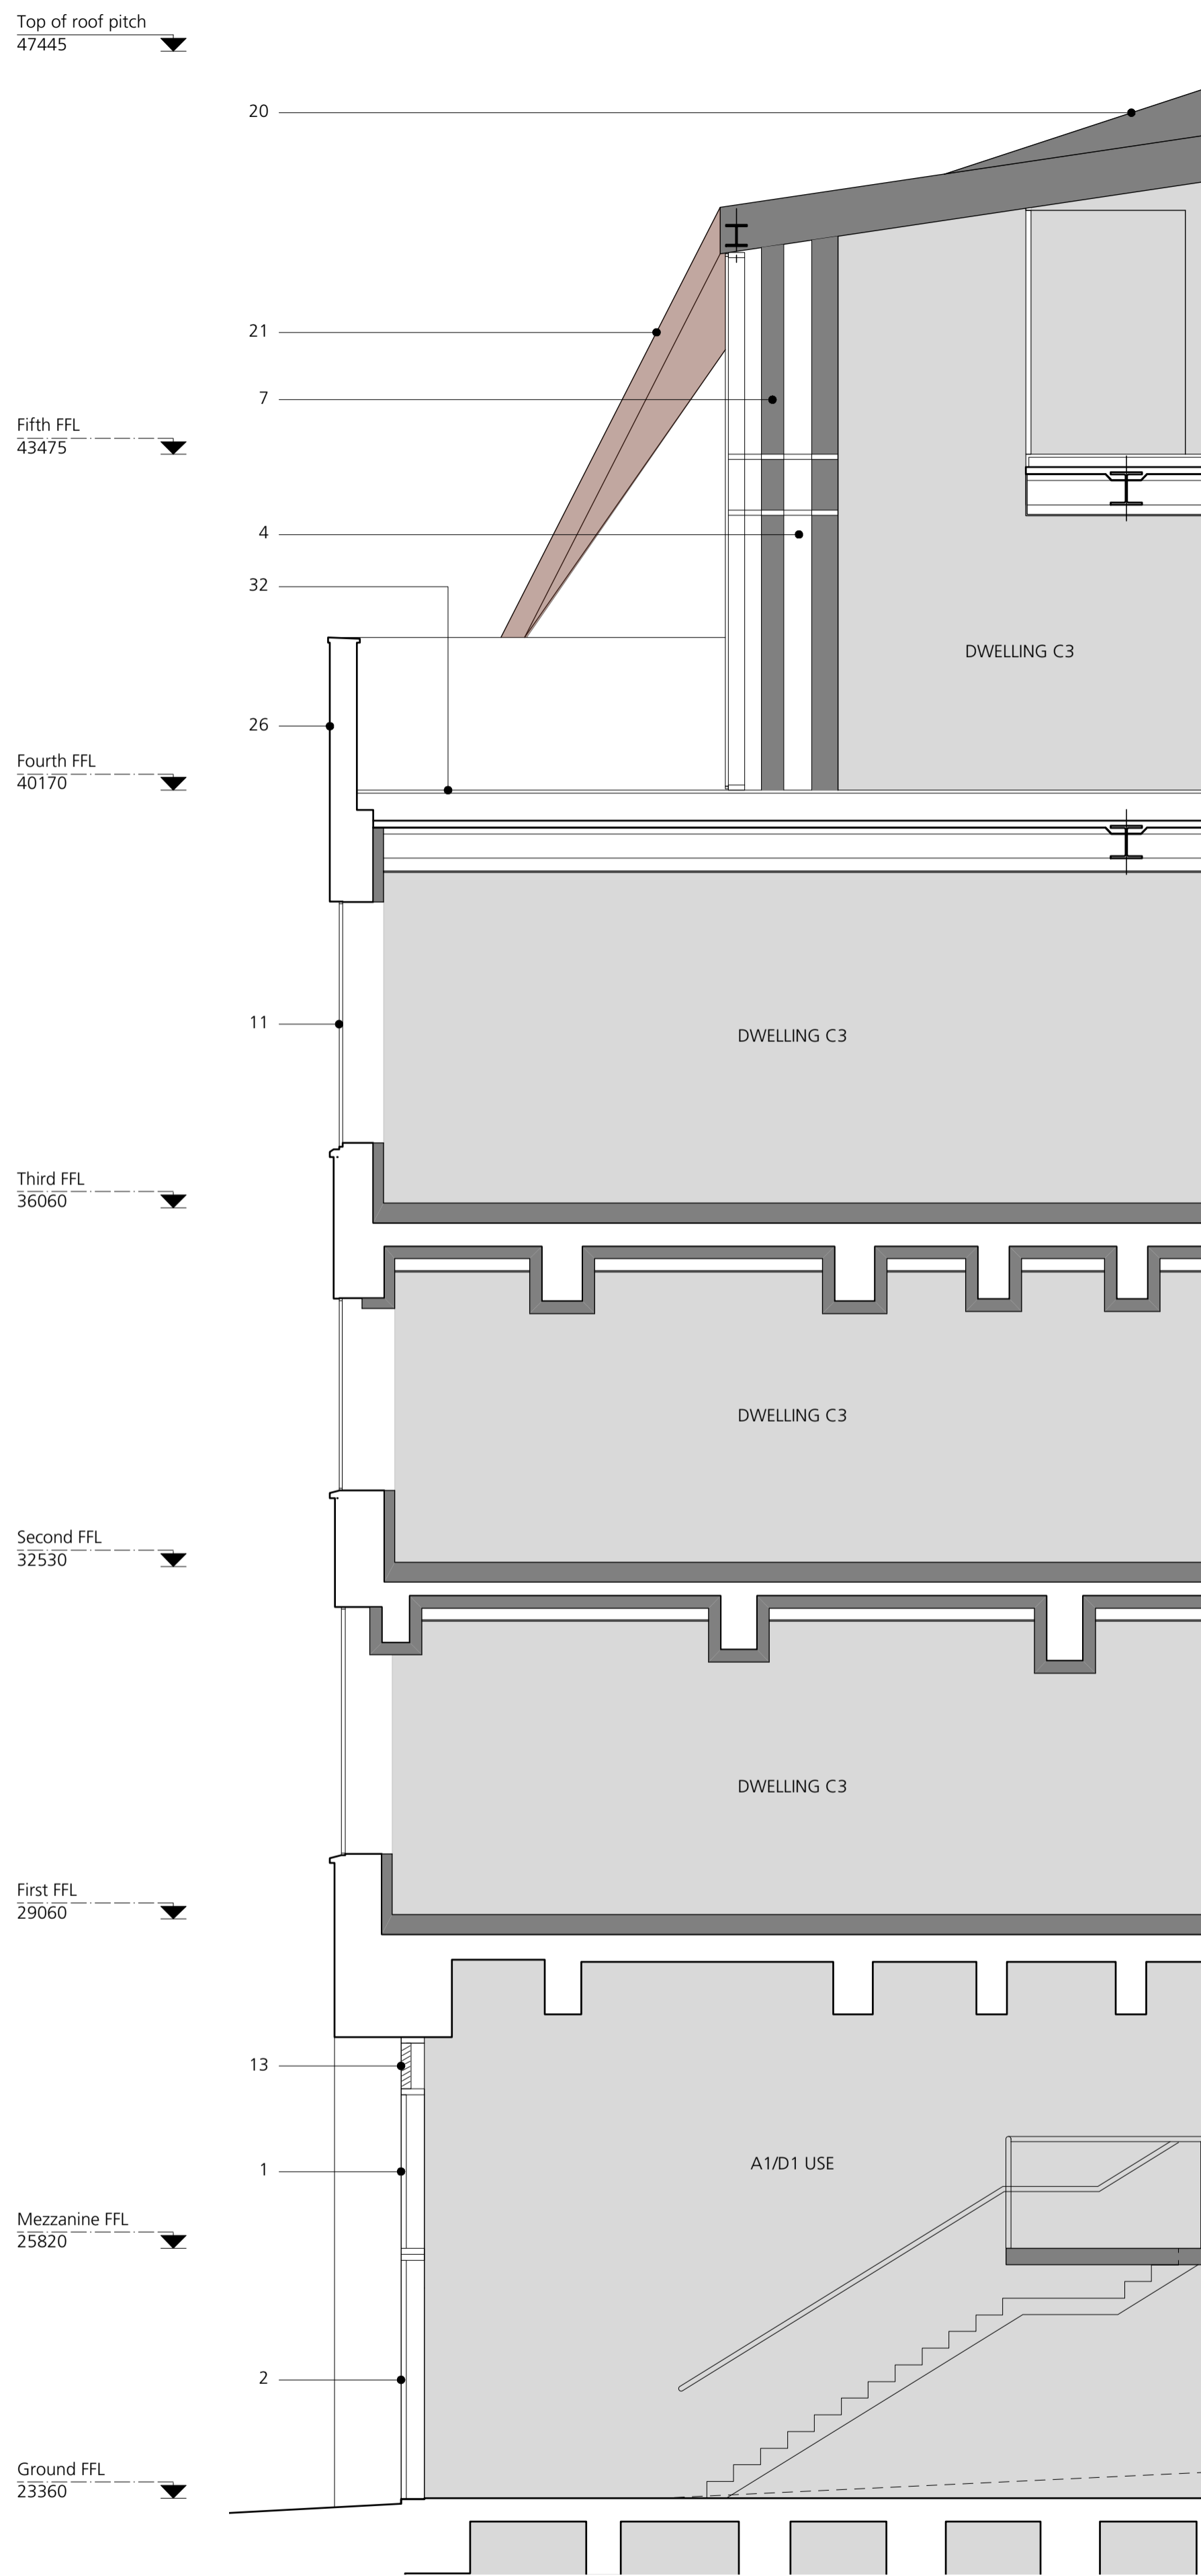 Top of roof pitch
47445
20
21
7
Fifth FFL
43475
4
32
DWELLING C3
26
Fourth FFL
40170
11
DWELLING C3
Third FFL
36060
DWELLING C3
Second FFL
32530
DWELLING C3
First FFL
29060
13
A1/D1 USE
1
Mezzanine FFL
25820
2
Ground FFL
23360